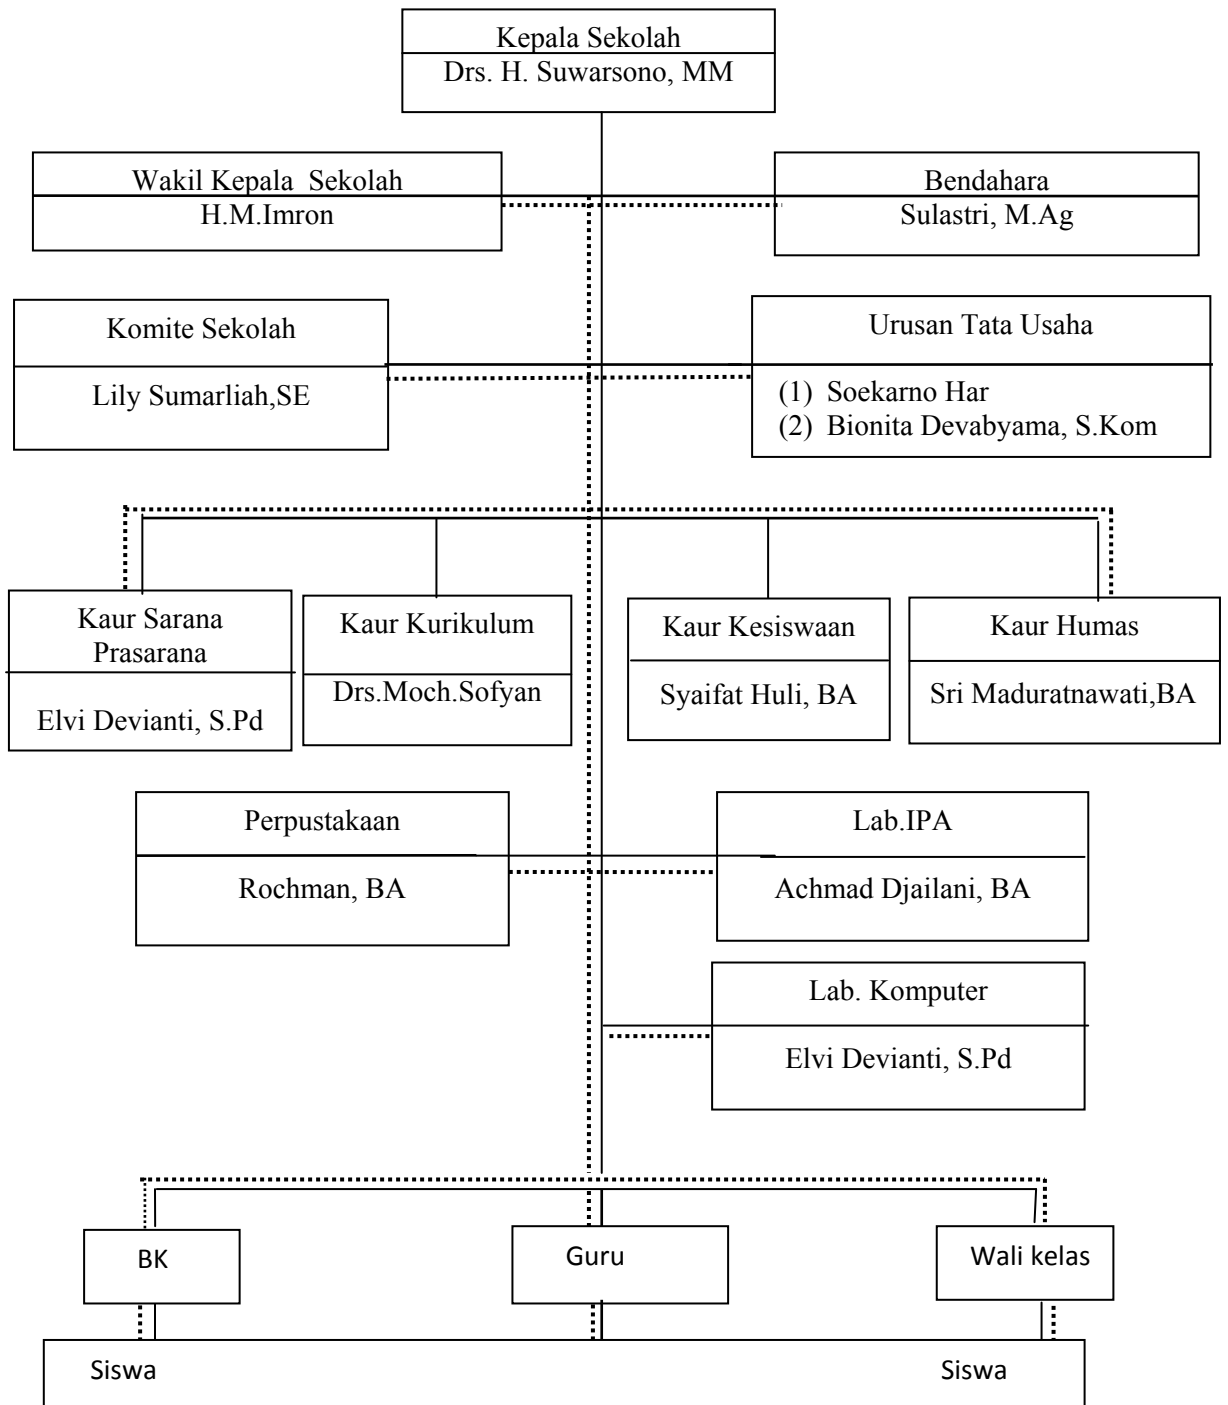 Kepala Sekolah
Drs. H. Suwarsono, MM
Wakil Kepala  Sekolah
H.M.Imron
Bendahara
Sulastri, M.Ag
Komite Sekolah
Lily Sumarliah,SE
Urusan Tata Usaha
(1) Soekarno Har
(2) Bionita Devabyama, S.Kom
Kaur Sarana
Prasarana
Elvi Devianti, S.Pd
Kaur Kurikulum
Drs.Moch.Sofyan
Kaur Kesiswaan
Syaifat Huli, BA
Kaur Humas
Sri Maduratnawati,BA
Perpustakaan
Rochman, BA
Lab.IPA
Achmad Djailani, BA
Lab. Komputer
Elvi Devianti, S.Pd
BK
Guru
Wali kelas
Siswa
Siswa